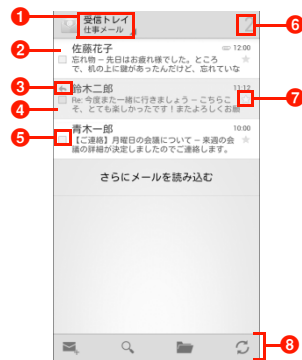 1
受信トレイ
仕事メール
2
6
2
佐藤花子
12:00
忘れ物 – 先日はお疲れ様でした。ところ
で、机の上に鍵があったんだけど、忘れていな
3
鈴木二郎
11:12
7
4
Re: 今度また一緒に行きましょう – こちらこ
そ、とても楽しかったです！またよろしくお願
5
青木一郎
10:00
【ご連絡】月曜日の会議について – 来週の会
議の詳細が決定しましたのでご連絡します。
さらにメールを読み込む
8